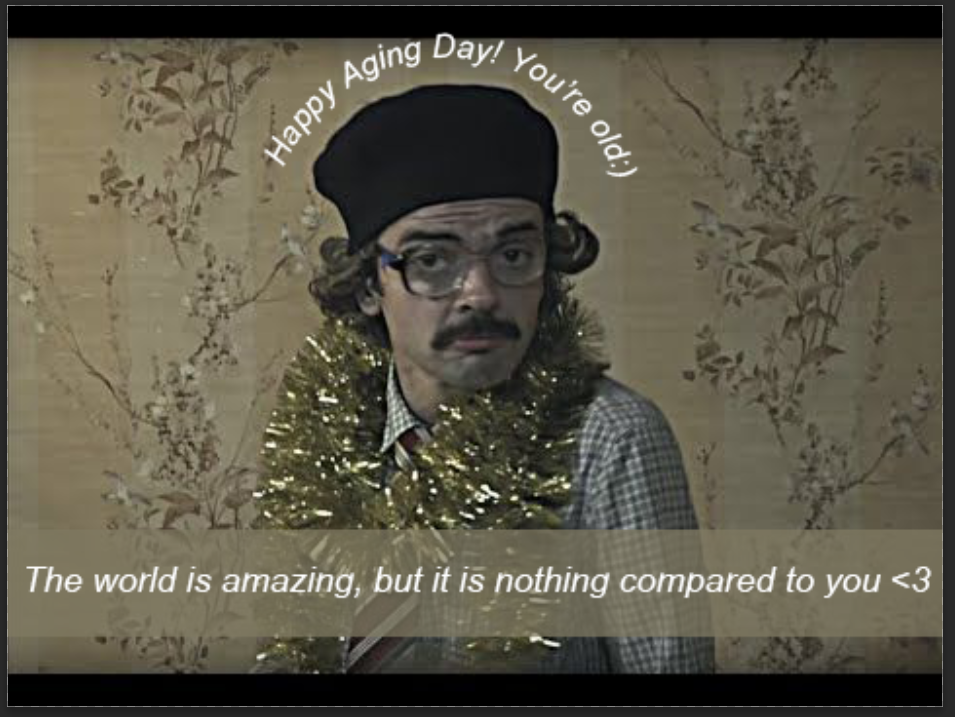 Happy Aging Day! You're old:)
The world is amazing, but it is nothing compared to you <3